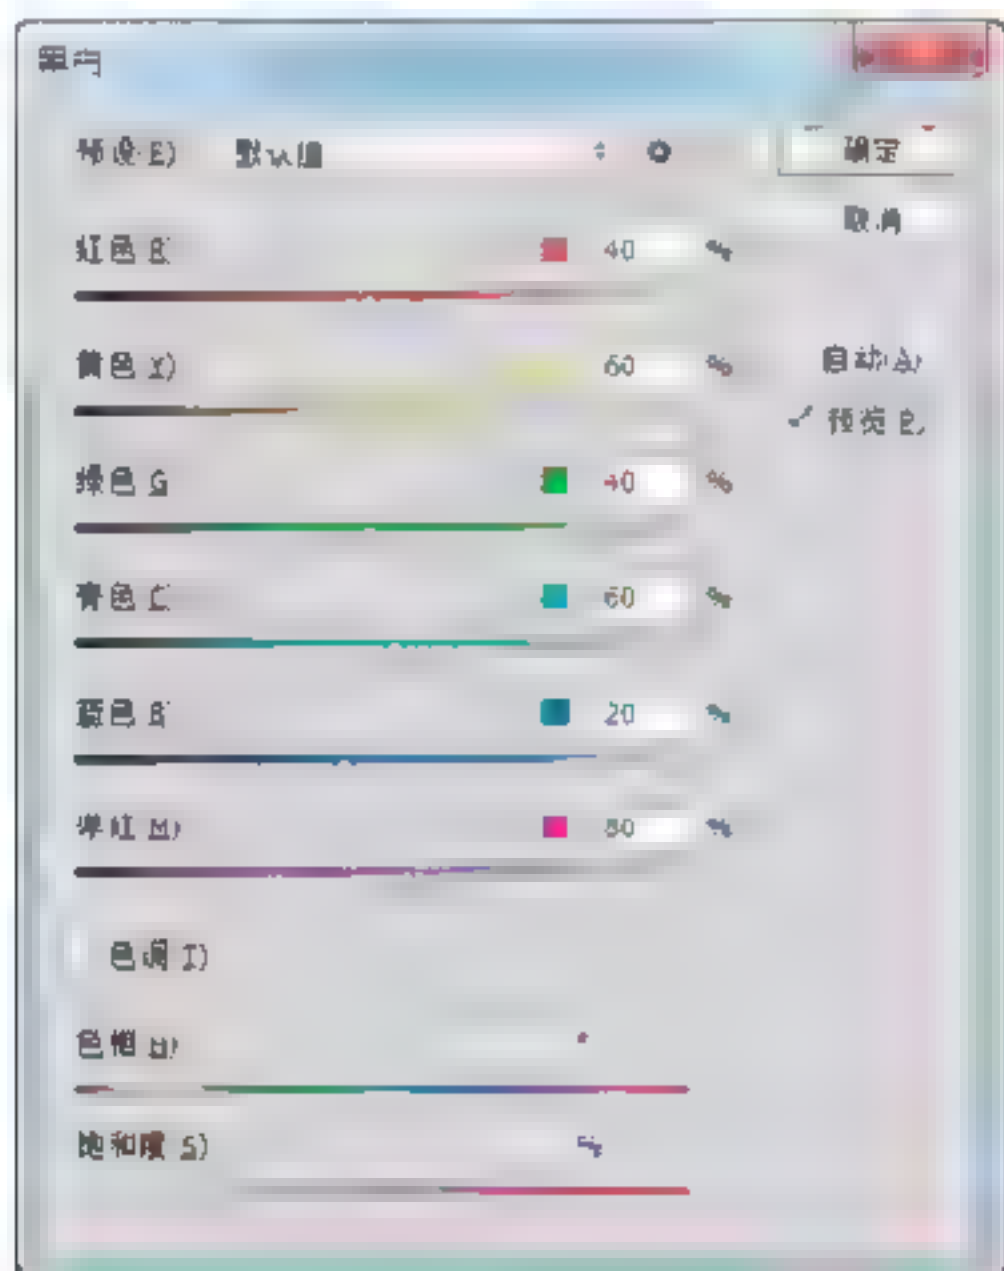 黑白
预设(E) 默认值 确定
取消
红色(R) 40 %
黄色(Y) 60 % 自动(A)
预览(P)
绿色(G) 40 %
青色(C) 60 %
蓝色(B) 20 %
洋红(M) 80 %
色调(T)
色相(H) °
饱和度(S) %